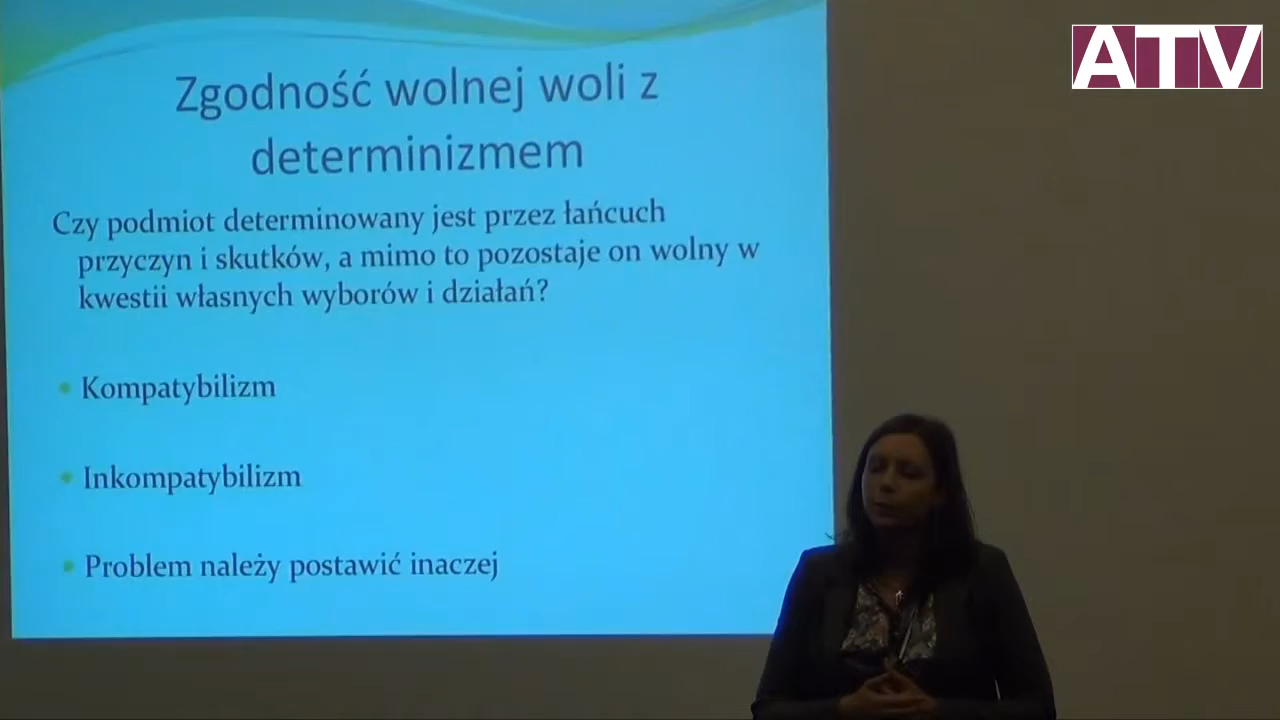 ATV
Zgodność wolnej woli z
determinizmem
Czy podmiot determinowany jest przez łańcuch
przyczyn i skutków, a mimo to pozostaje on wolny w
kwestii własnych wyborów i działań?
Kompatybilizm
Inkompatybilizm
Problem należy postawić inaczej